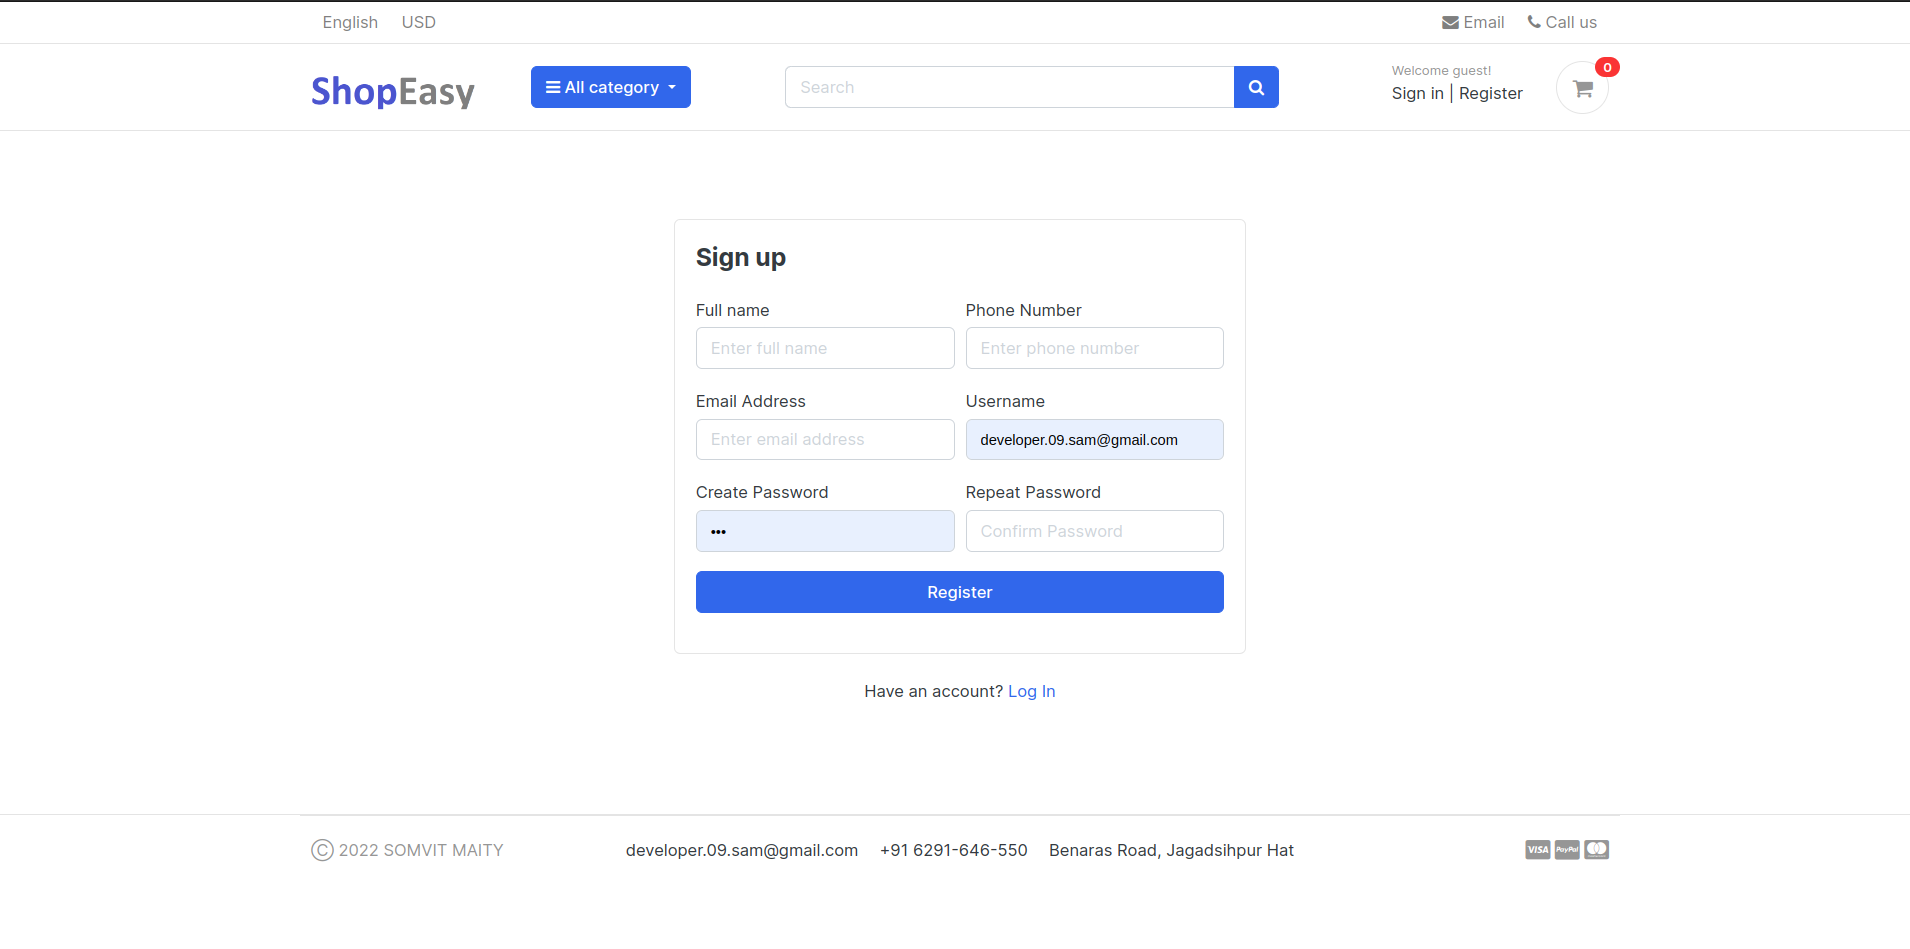 English USD Email Call us
ShopEasy All category Search Welcome guest! 0
Sign in | Register
Sign up
Full name Phone Number
Enter full name Enter phone number
Email Address Username
Enter email address developer.09.sam@gmail.com
Create Password Repeat Password
••• Confirm Password
Register
Have an account? Log In
© 2022 SOMVIT MAITY developer.09.sam@gmail.com +91 6291-646-550 Benaras Road, Jagadsihpur Hat VISA PayPal